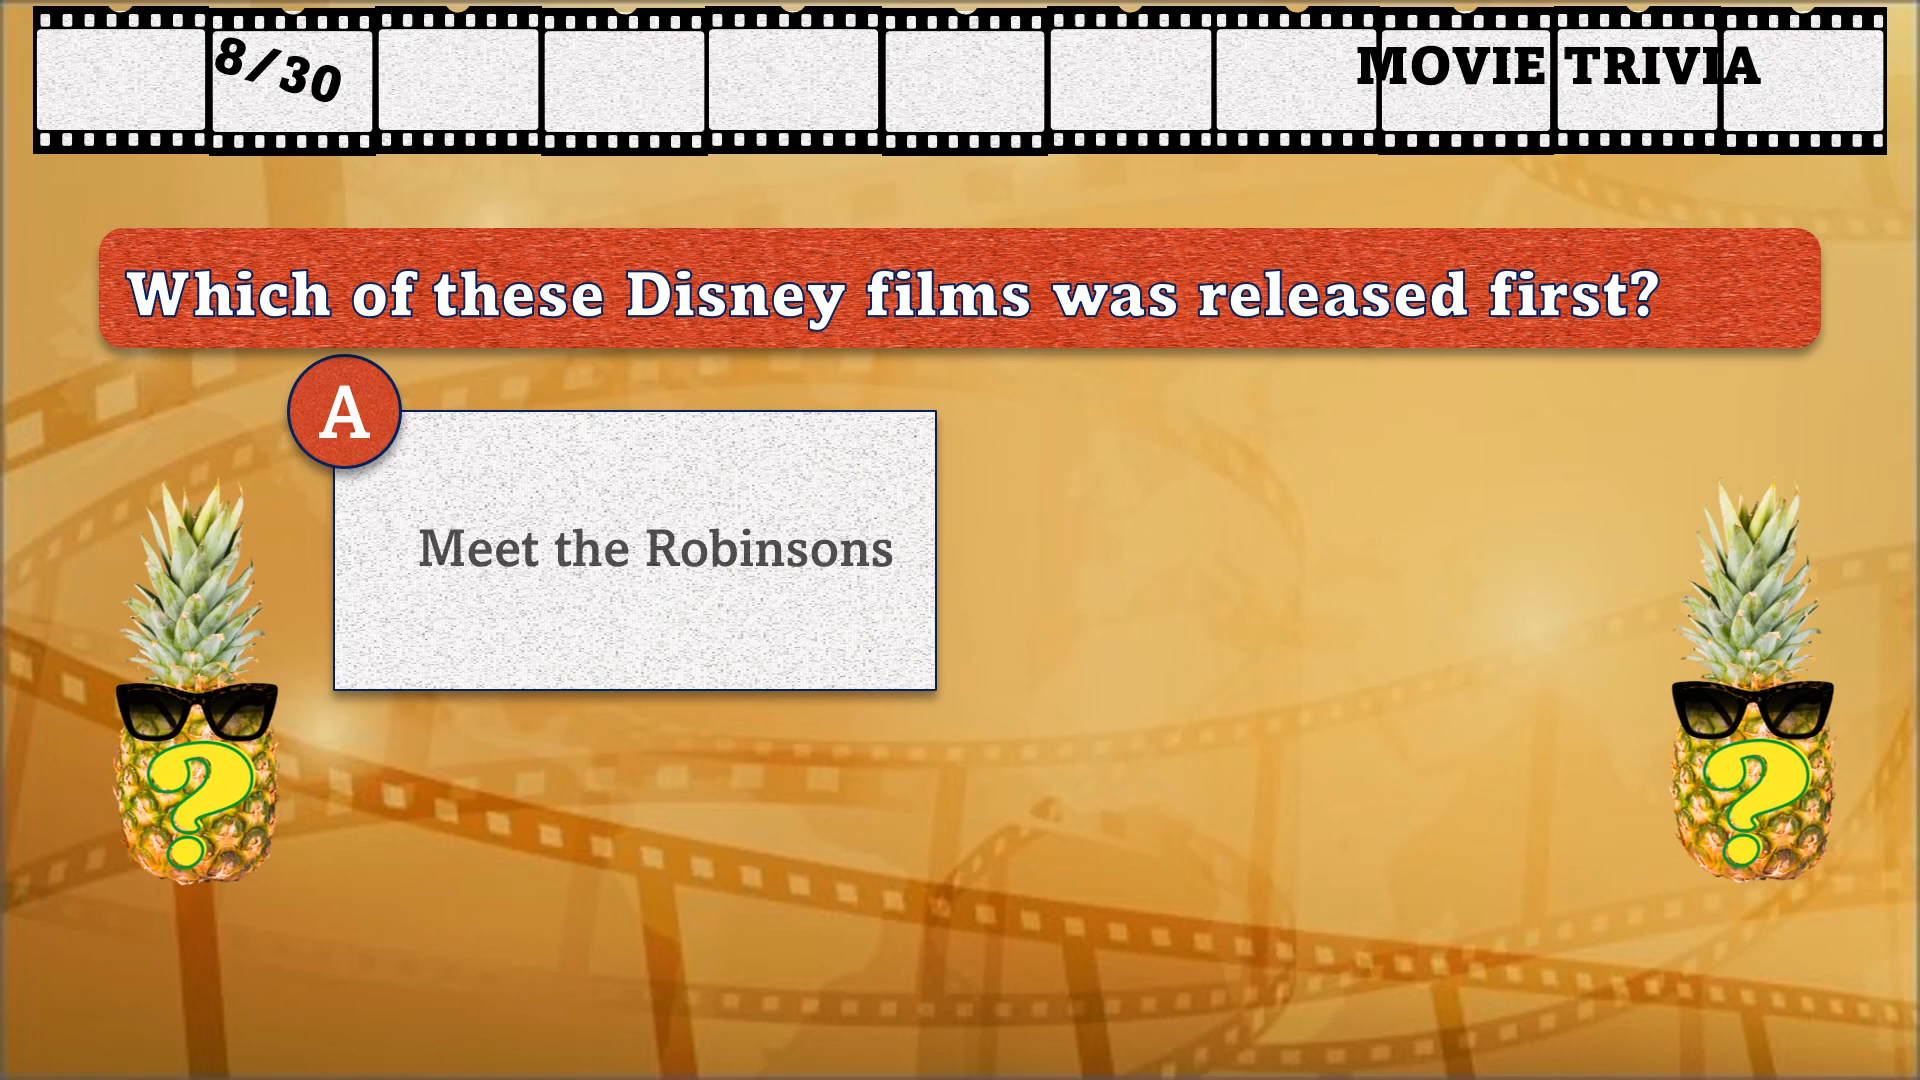 8/30
MOVIE TRIVIA
Which of these Disney films was released first?
A
Meet the Robinsons
?
?